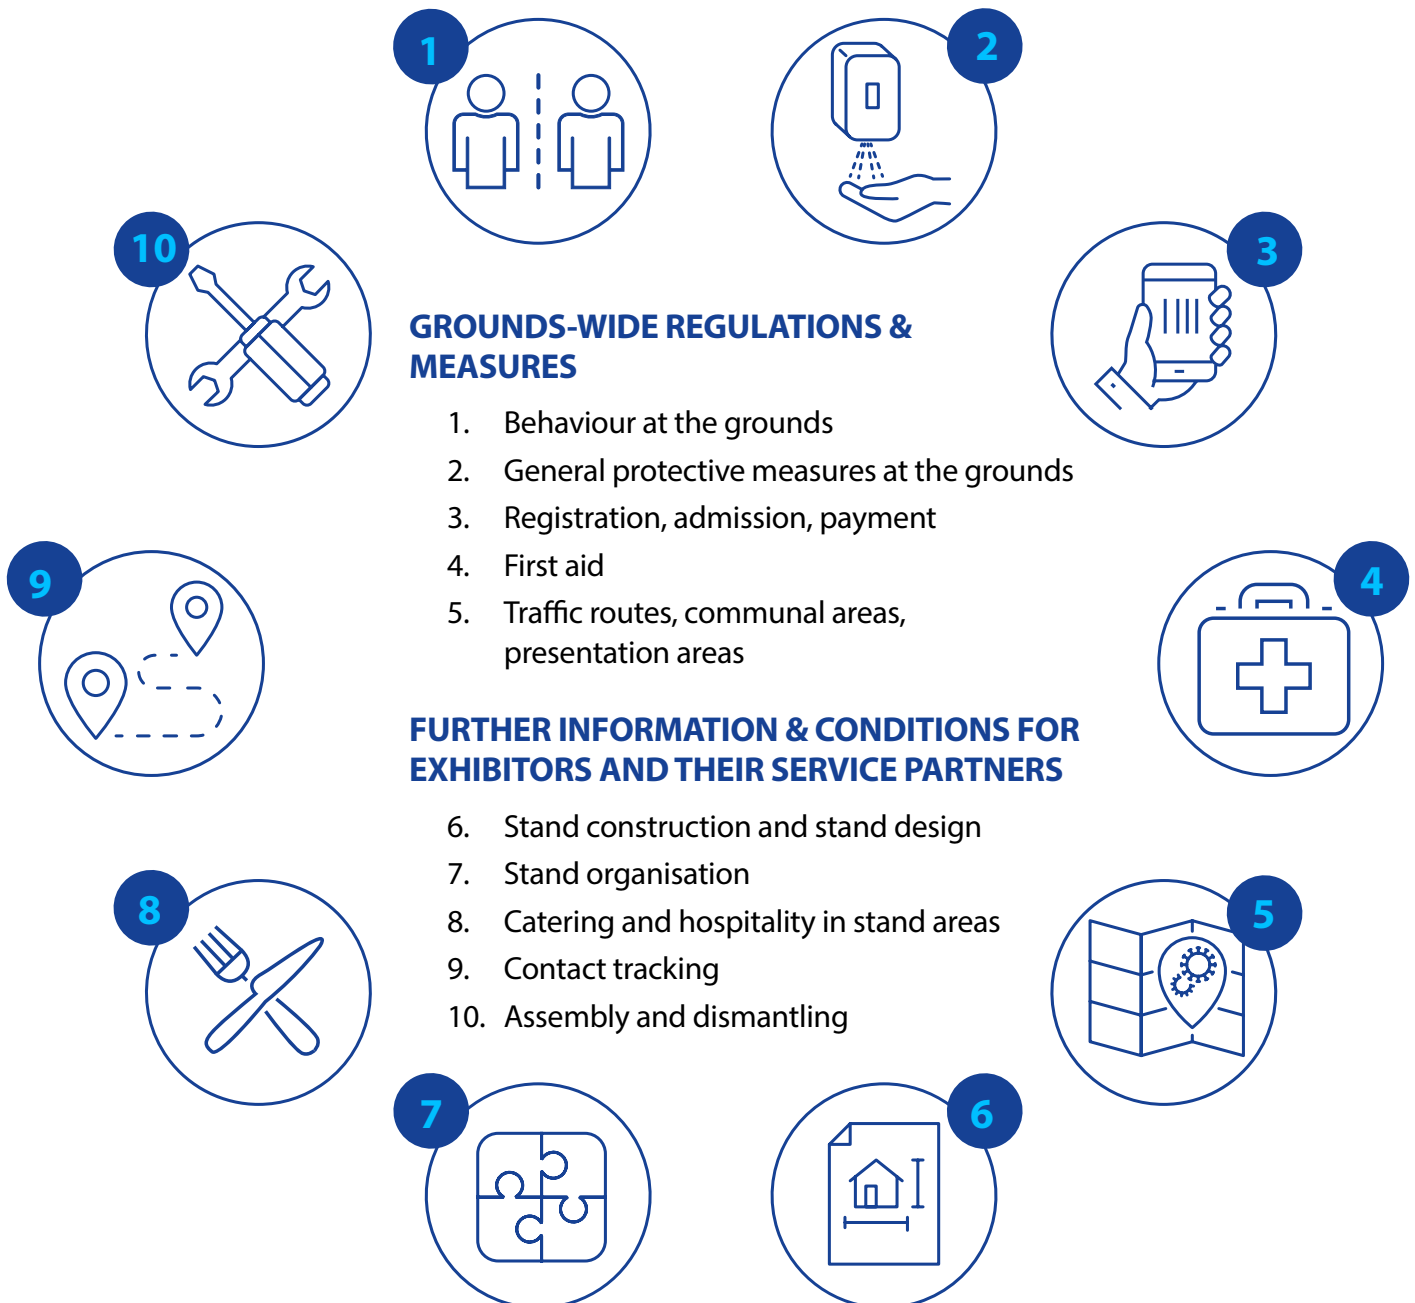 1
2
10
3
GROUNDS-WIDE REGULATIONS &
MEASURES
1. Behaviour at the grounds
2. General protective measures at the grounds
3. Registration, admission, payment
4. First aid
5. Traffic routes, communal areas,
presentation areas
9
4
FURTHER INFORMATION & CONDITIONS FOR
EXHIBITORS AND THEIR SERVICE PARTNERS
6. Stand construction and stand design
7. Stand organisation
8. Catering and hospitality in stand areas
9. Contact tracking
10. Assembly and dismantling
8
5
7
6